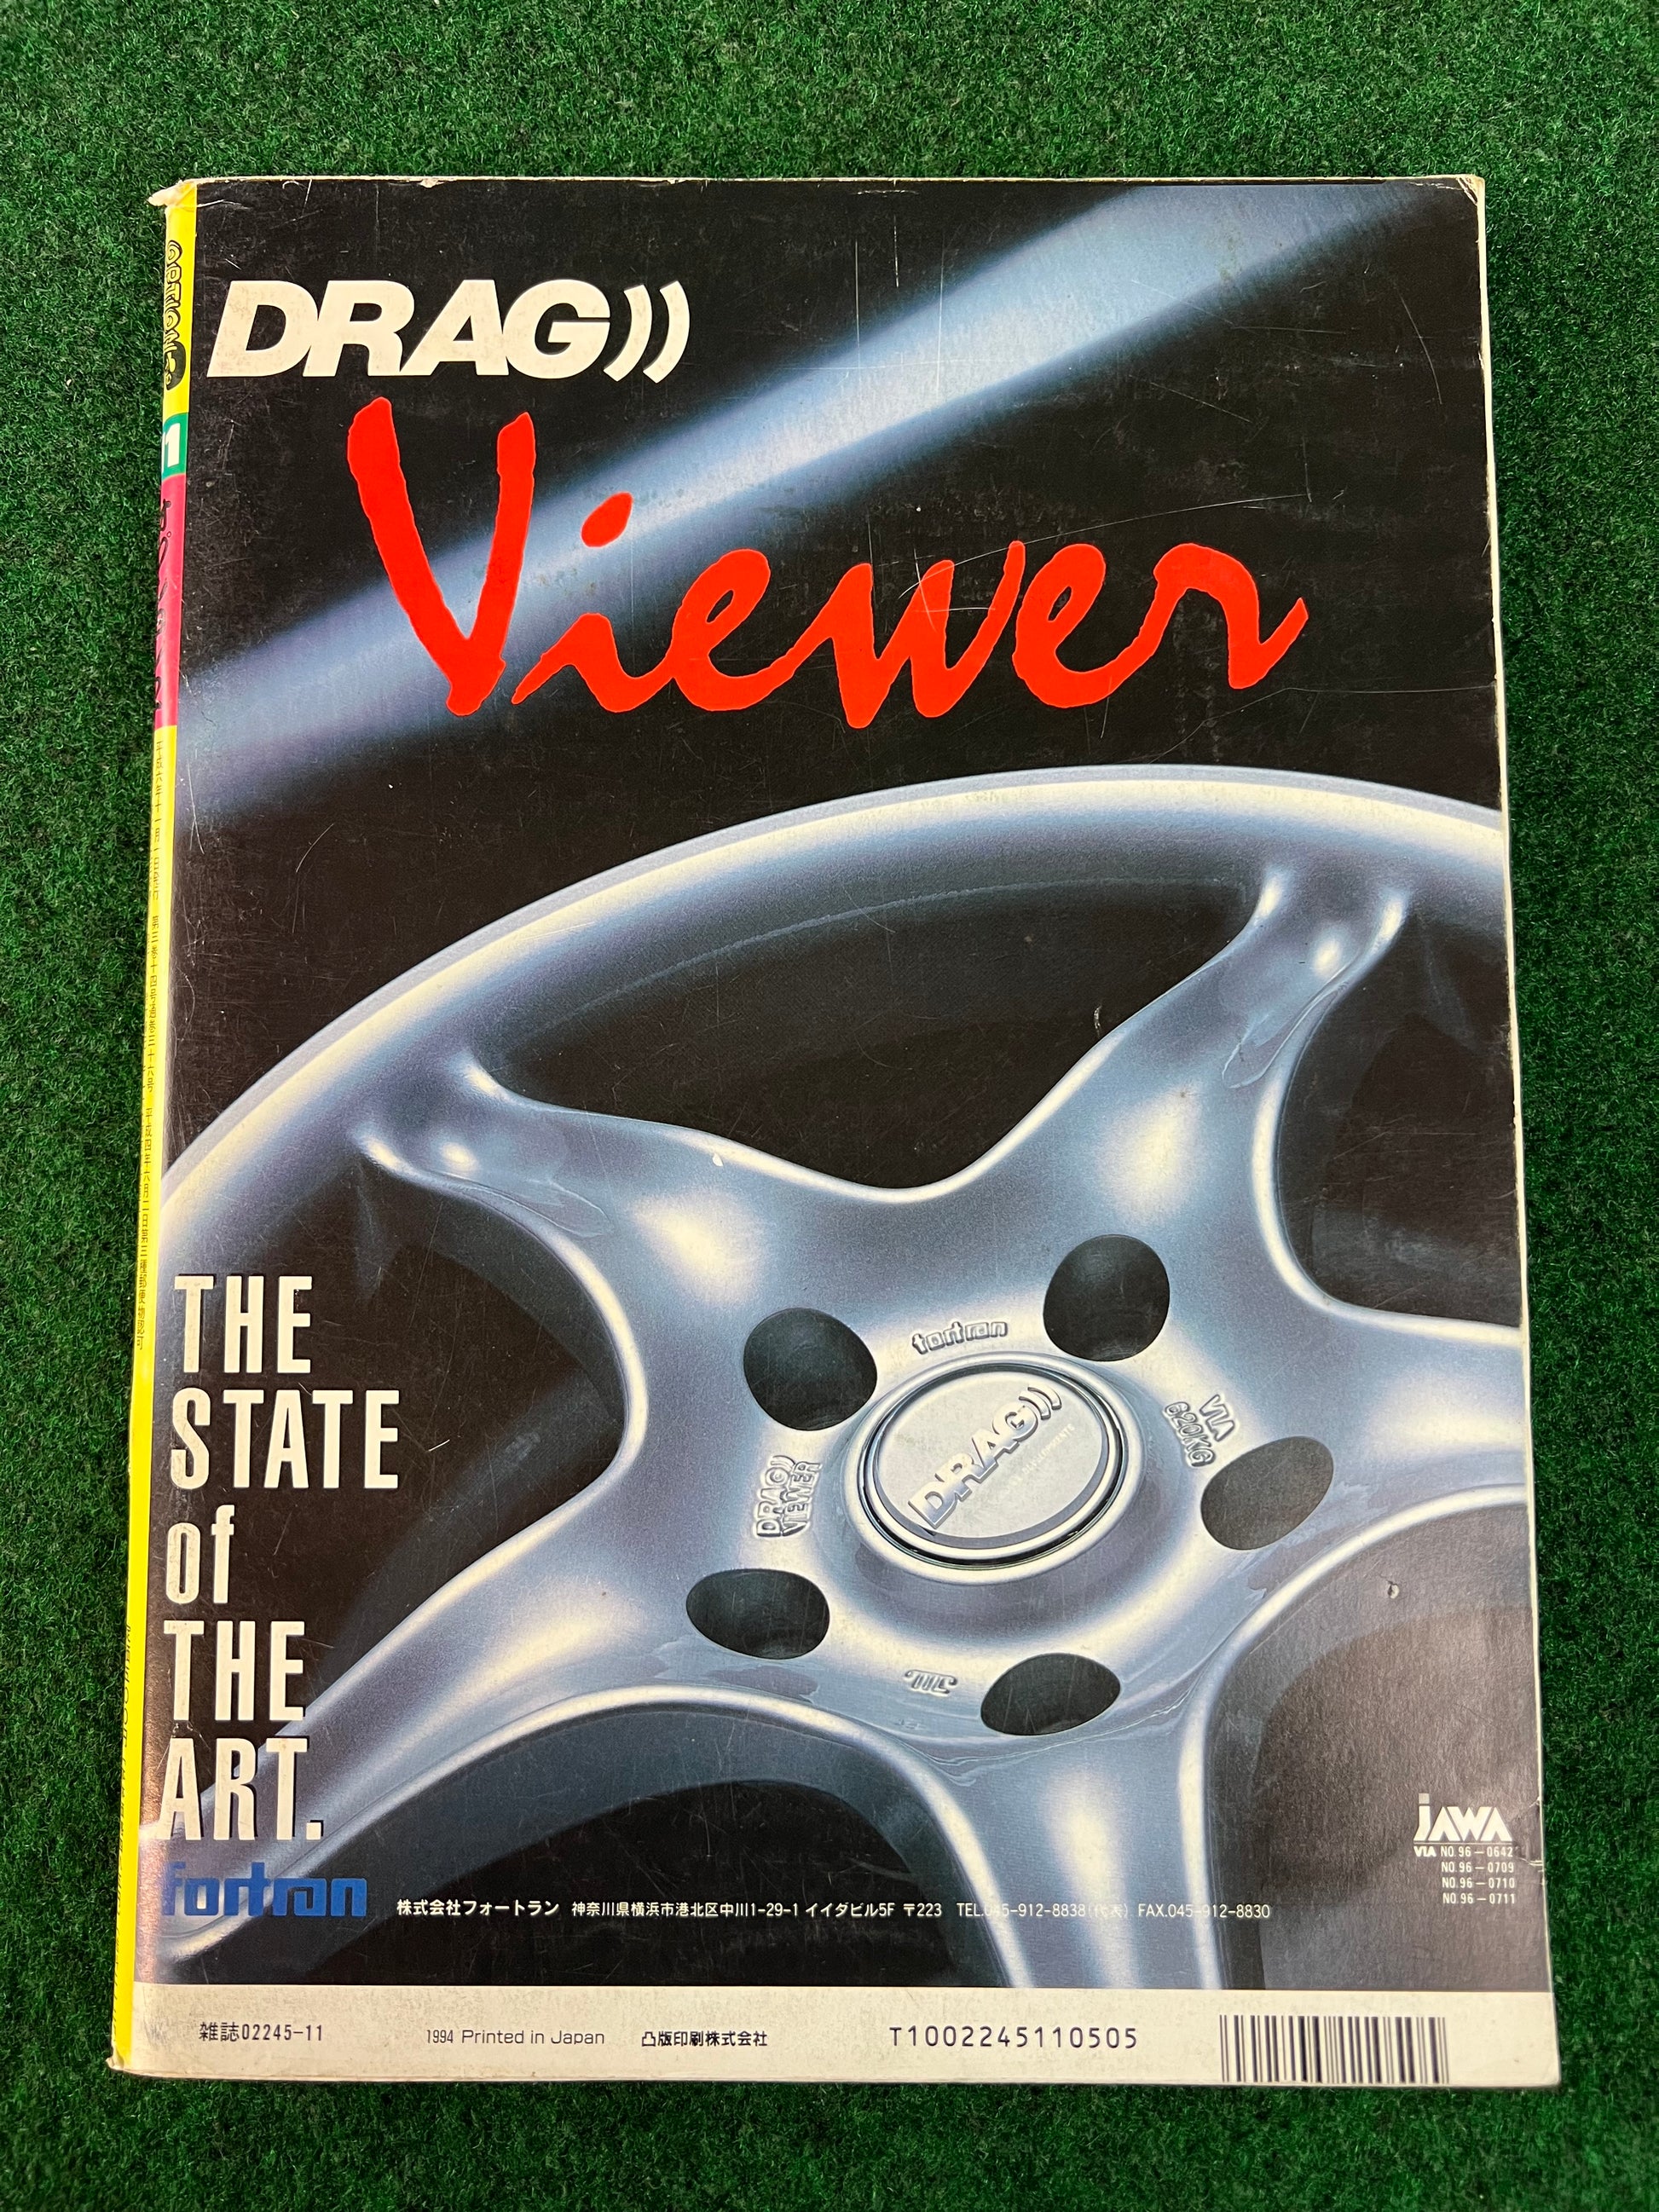 DRAG))
Viewer
THE
STATE
of
THE
ART.
fortran
DRAG))
VIA
620KG
DRAG))
VIEWER
JWL
JAWA
VIA NO.96-0642
NO.96-0709
NO.96-0710
NO.96-0711
fortran
株式会社フォートラン 神奈川県横浜市港北区中川1-29-1 イイダビル5F 〒223 TEL.045-912-8838(代表) FAX.045-912-8830
雑誌02245-11
1994 Printed in Japan
凸版印刷株式会社
T1002245110505